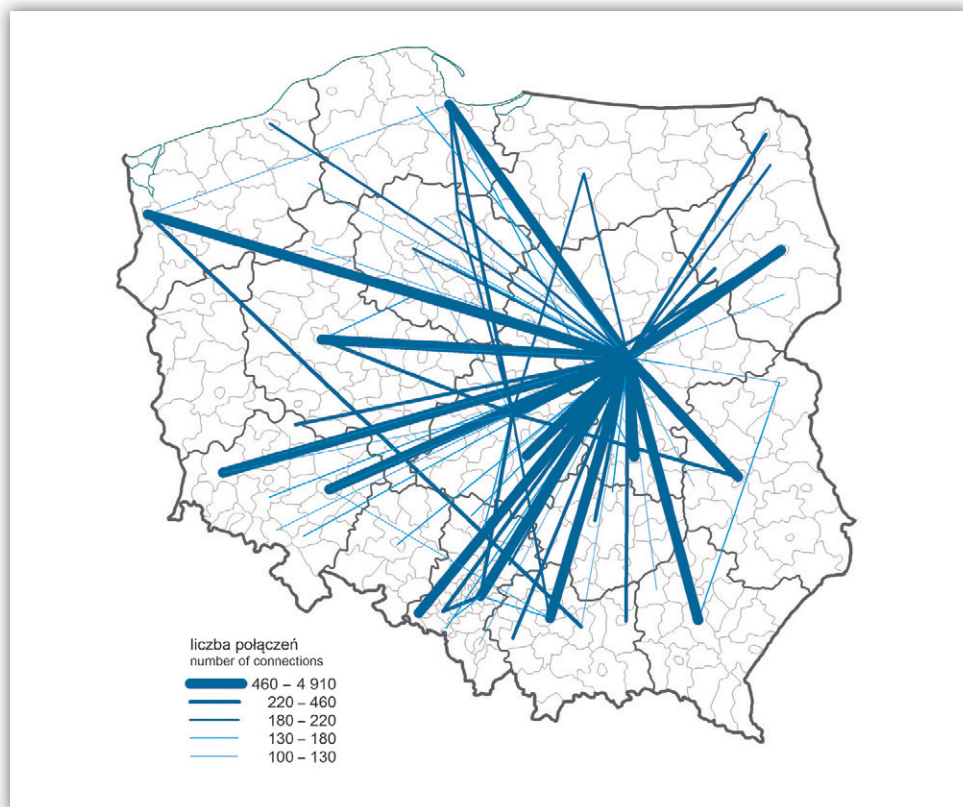 liczba połączeń
number of connections
460 – 4 910
220 – 460
180 – 220
130 – 180
100 – 130